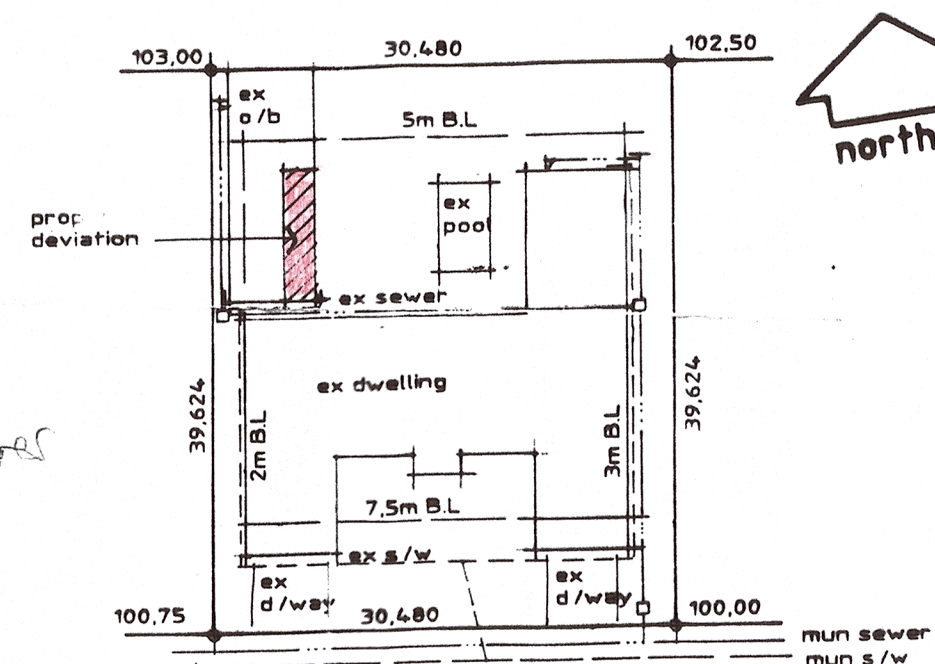 103,00
30,480
102,50
ex
o/b
5m B.L
north
prop
deviation
ex
pool
ex sewer
ex dwelling
39,624
39,624
2m B.L
3m B.L
7,5m B.L
ex s/w
ex
d/way
ex
d/way
100,75
30,480
100,00
mun sewer
mun s/w